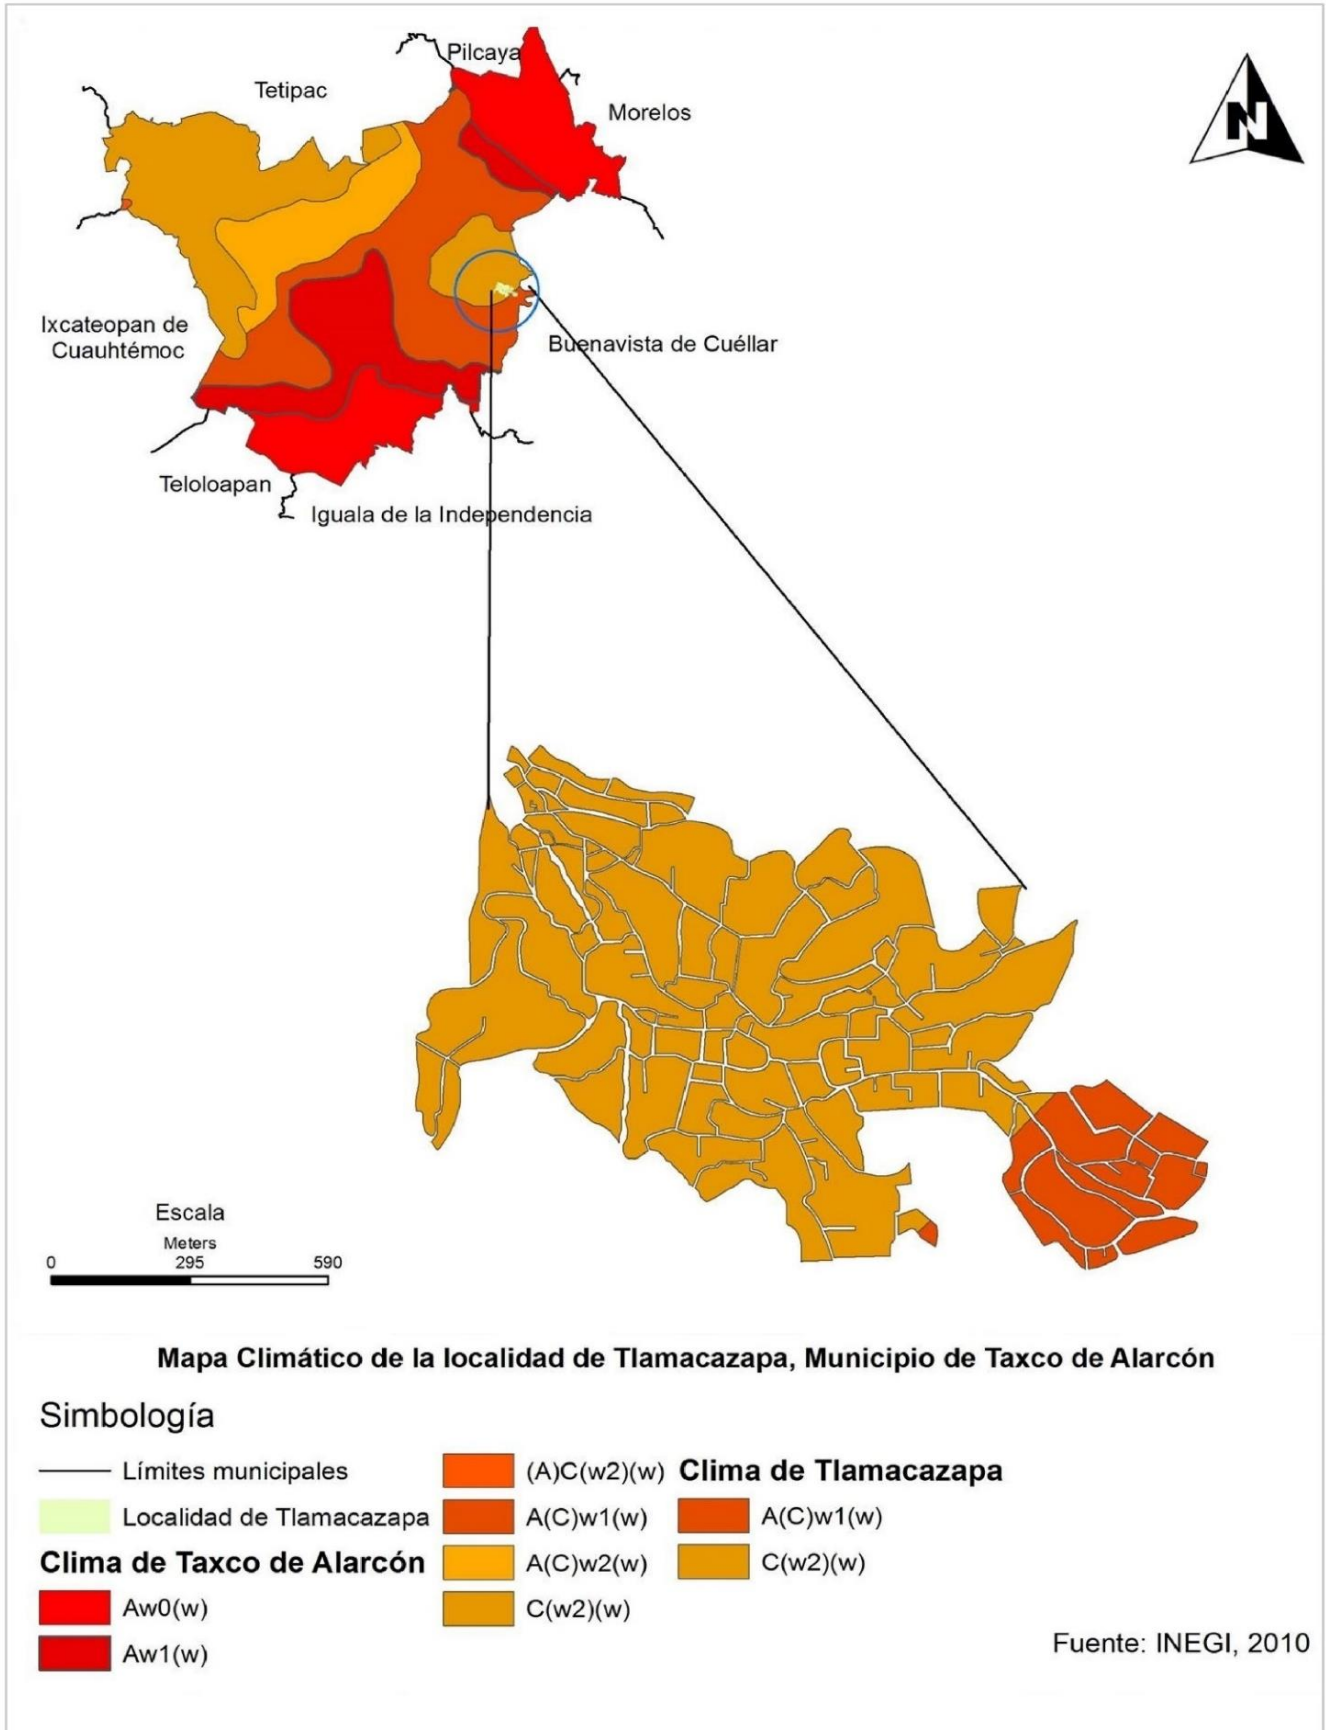 Pilcaya
Tetipac
Morelos
N
Ixcateopan de
Cuauhtémoc
Buenavista de Cuéllar
Teloloapan
Iguala de la Independencia
Escala
Meters
0 295 590
Mapa Climático de la localidad de Tlamacazapa, Municipio de Taxco de Alarcón
Simbología
Límites municipales
Localidad de Tlamacazapa
Clima de Taxco de Alarcón
Aw0(w)
Aw1(w)
(A)C(w2)(w)
A(C)w1(w)
A(C)w2(w)
C(w2)(w)
Clima de Tlamacazapa
A(C)w1(w)
C(w2)(w)
Fuente: INEGI, 2010